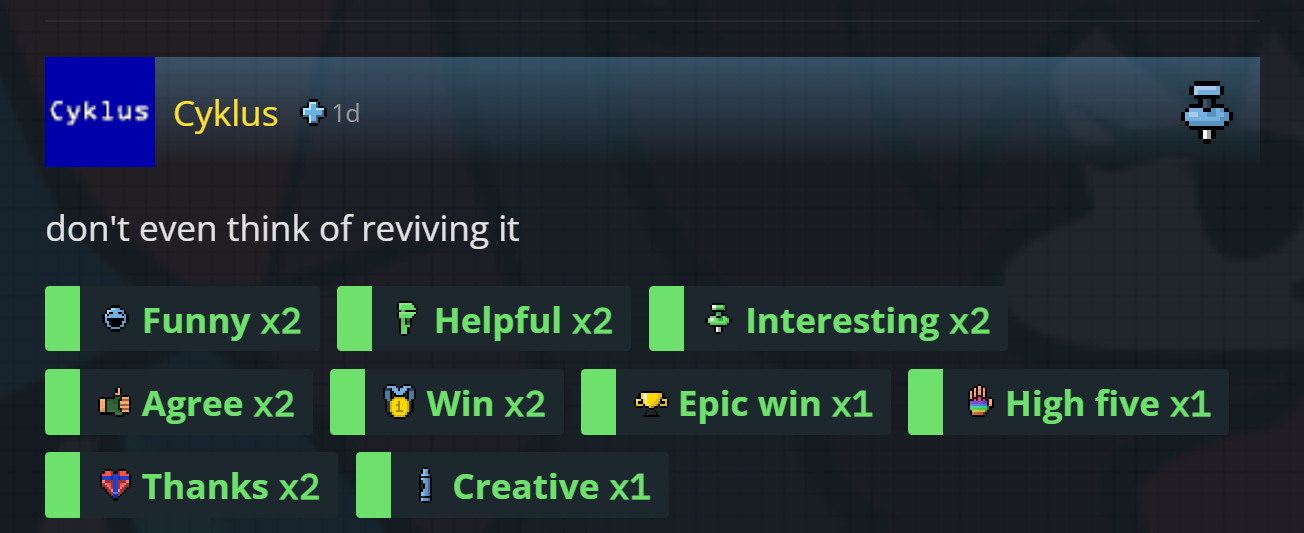 Cyklus
Cyklus 1d
don't even think of reviving it
Funny x2 Helpful x2 Interesting x2
Agree x2 Win x2 Epic win x1 High five x1
Thanks x2 Creative x1